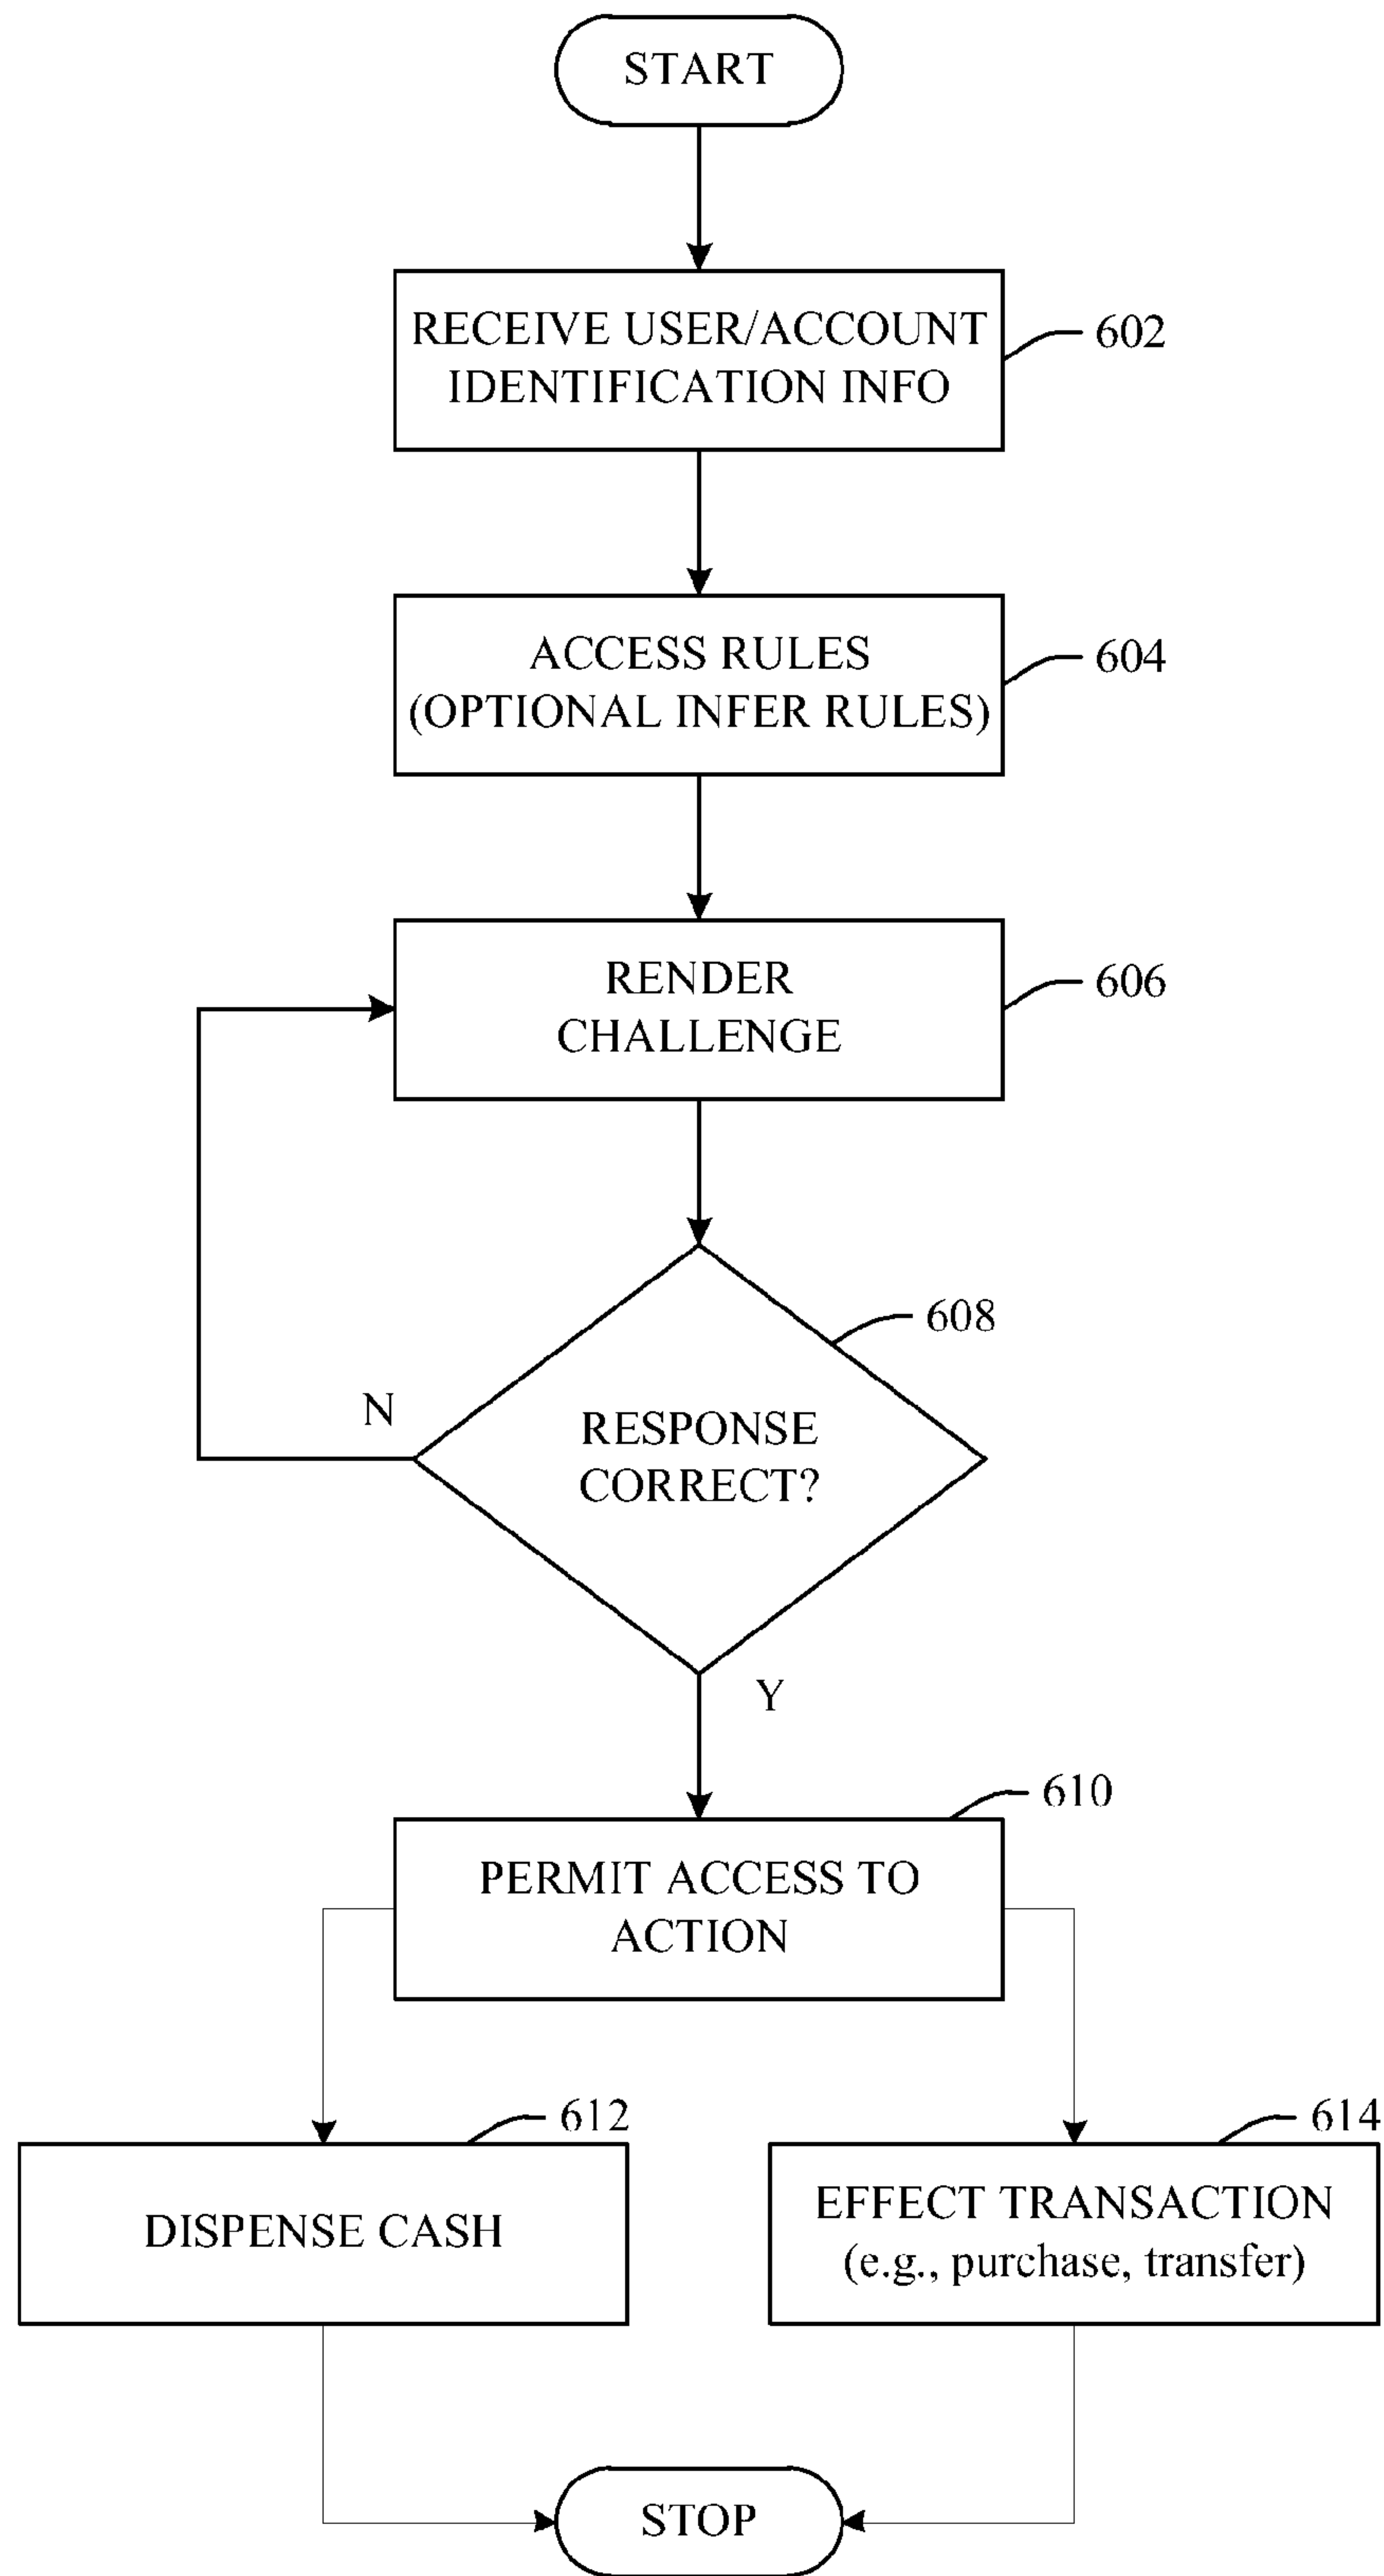 START
RECEIVE USER/ACCOUNT
IDENTIFICATION INFO
602
ACCESS RULES
(OPTIONAL INFER RULES)
604
RENDER
CHALLENGE
606
608
N
RESPONSE
CORRECT?
Y
610
PERMIT ACCESS TO
ACTION
612
DISPENSE CASH
614
EFFECT TRANSACTION
(e.g., purchase, transfer)
STOP